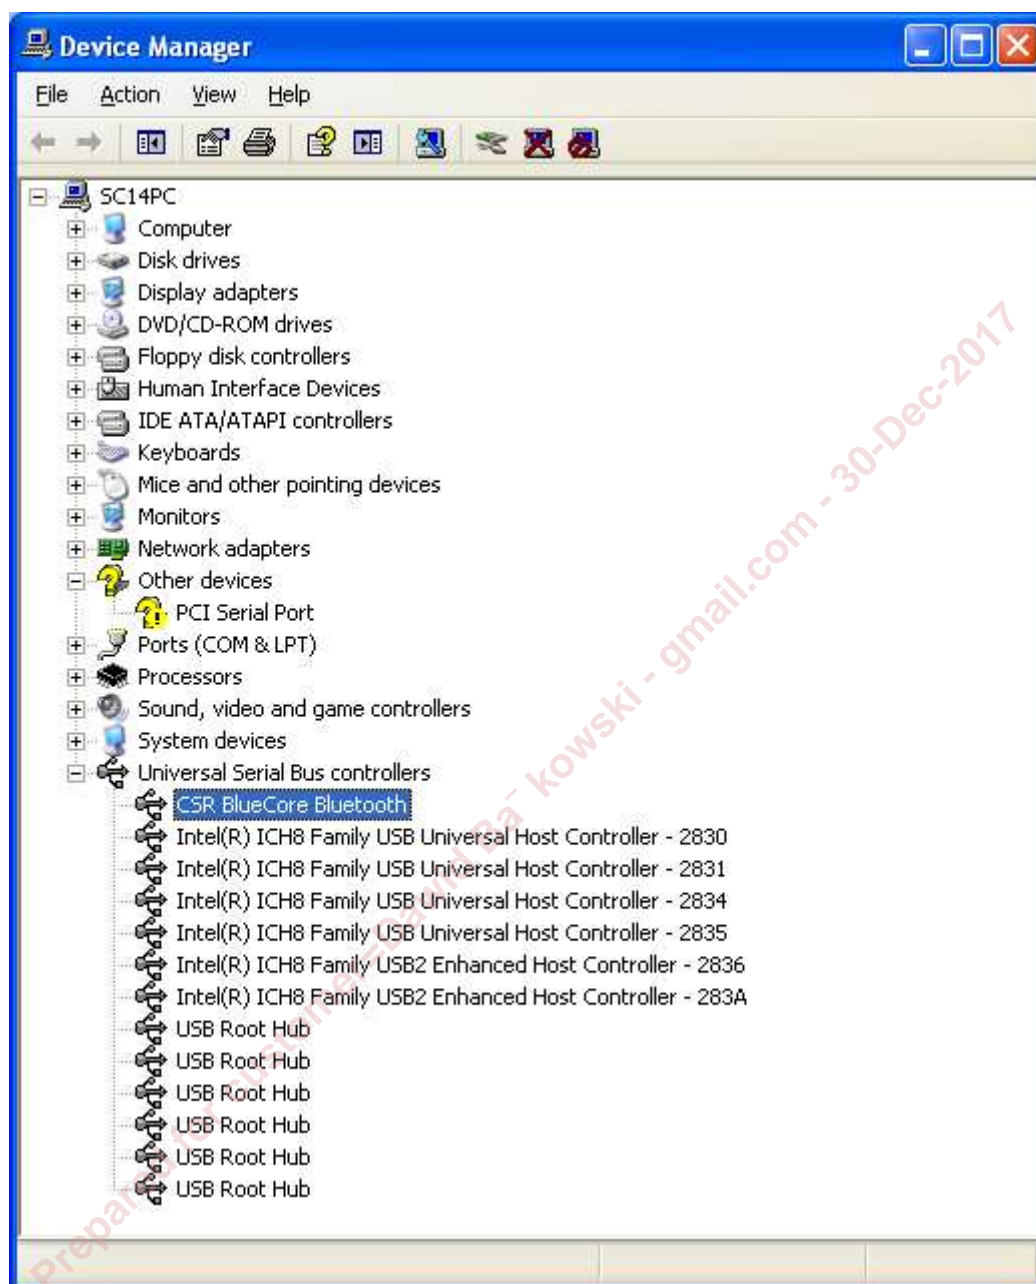 Device Manager
File Action View Help
SC14PC
Computer
Disk drives
Display adapters
DVD/CD-ROM drives
Floppy disk controllers
Human Interface Devices
IDE ATA/ATAPI controllers
Keyboards
Mice and other pointing devices
Monitors
Network adapters
Other devices
PCI Serial Port
Ports (COM & LPT)
Processors
Sound, video and game controllers
System devices
Universal Serial Bus controllers
CSR BlueCore Bluetooth
Intel(R) ICH8 Family USB Universal Host Controller - 2830
Intel(R) ICH8 Family USB Universal Host Controller - 2831
Intel(R) ICH8 Family USB Universal Host Controller - 2834
Intel(R) ICH8 Family USB Universal Host Controller - 2835
Intel(R) ICH8 Family USB2 Enhanced Host Controller - 2836
Intel(R) ICH8 Family USB2 Enhanced Host Controller - 283A
USB Root Hub
USB Root Hub
USB Root Hub
USB Root Hub
USB Root Hub
USB Root Hub
Prepared for customer=Dawid Ba¯ kowski - gmail.com - 30-Dec-2017